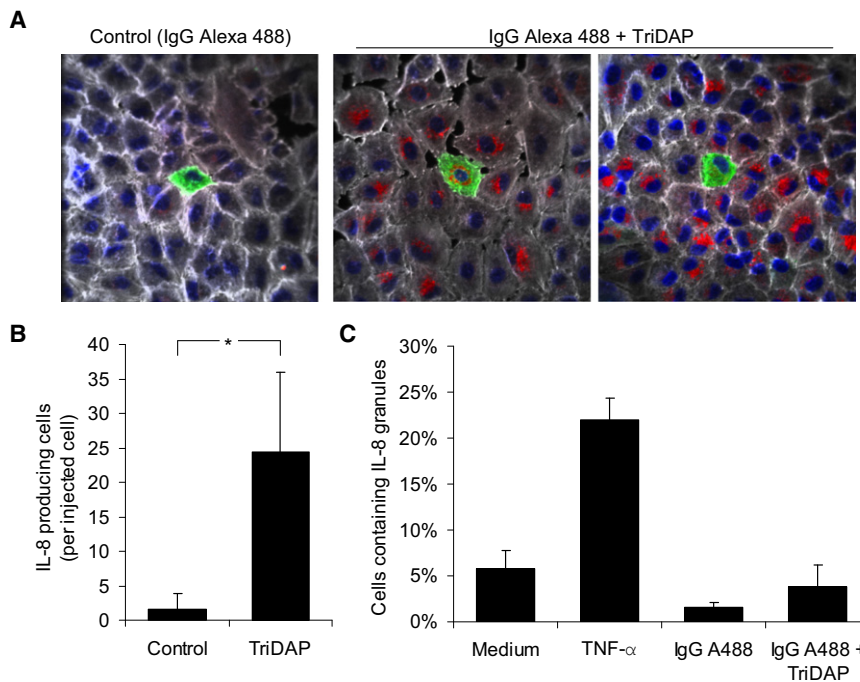 A
Control (IgG Alexa 488)
IgG Alexa 488 + TriDAP
B
IL-8 producing cells
(per injected cell)
40
35
30
25
20
15
10
5
0
*
Control
TriDAP
C
Cells containing IL-8 granules
30%
25%
20%
15%
10%
5%
0%
Medium
TNF-α
IgG A488
IgG A488 +
TriDAP